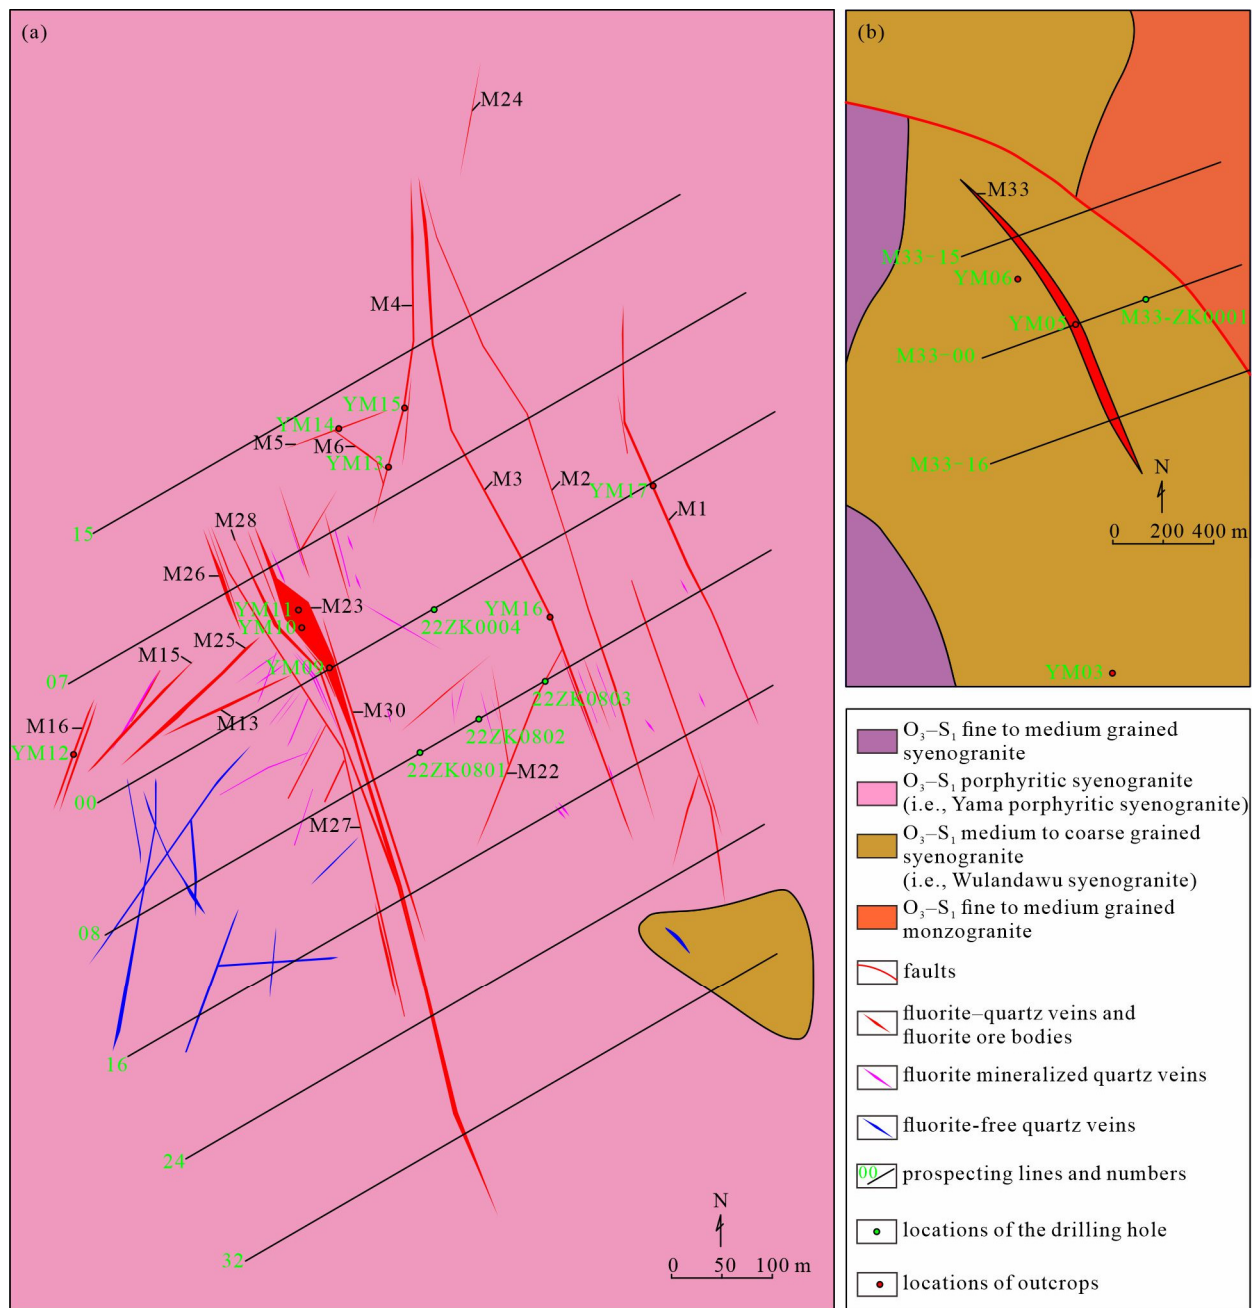 (a)
M24
M4
YM15
YM14
M5
M6
YM13
M3
M2
YM17
M1
15
M28
M26
YM11
M23
YM10
22ZK0004
YM16
M25
M15
YM09
07
22ZK0803
M16
M13
M30
22ZK0802
YM12
22ZK0801
M22
00
M27
08
16
24
32
N
0 50 100 m
(b)
M33
M33-15
YM06
YM05
M33-ZK0001
M33-00
M33-16
N
0 200 400 m
YM03
O₃–S₁ fine to medium grained
syenogranite
O₃–S₁ porphyritic syenogranite
(i.e., Yama porphyritic syenogranite)
O₃–S₁ medium to coarse grained
syenogranite
(i.e., Wulandawu syenogranite)
O₃–S₁ fine to medium grained
monzogranite
faults
fluorite–quartz veins and
fluorite ore bodies
fluorite mineralized quartz veins
fluorite-free quartz veins
00 prospecting lines and numbers
locations of the drilling hole
locations of outcrops